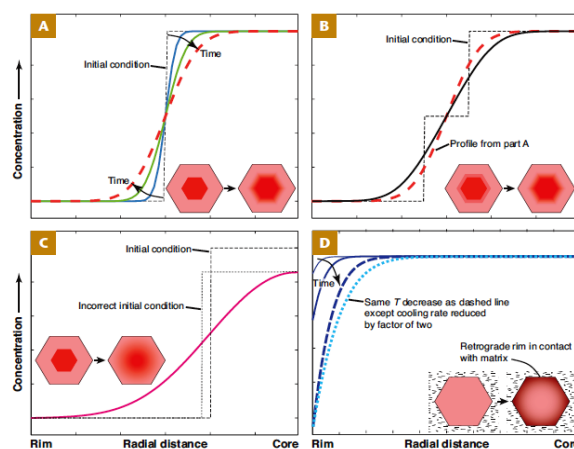 A
Concentration
Initial condition
Time
Time
B
Initial condition
Profile from part A
C
Concentration
Initial condition
Incorrect initial condition
Rim
Radial distance
Core
D
Time
Same T decrease as dashed line
except cooling rate reduced
by factor of two
Retrograde rim in contact
with matrix
Rim
Radial distance
Core